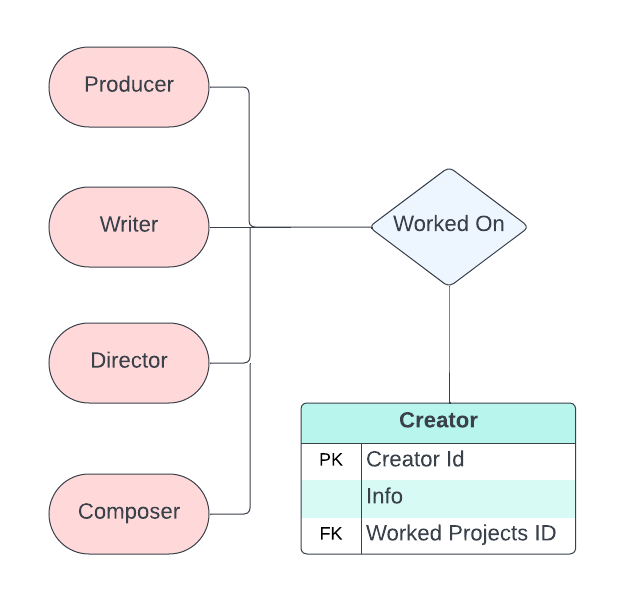 Producer
Writer
Worked On
Director
Composer
Creator
PK Creator Id
Info
FK Worked Projects ID